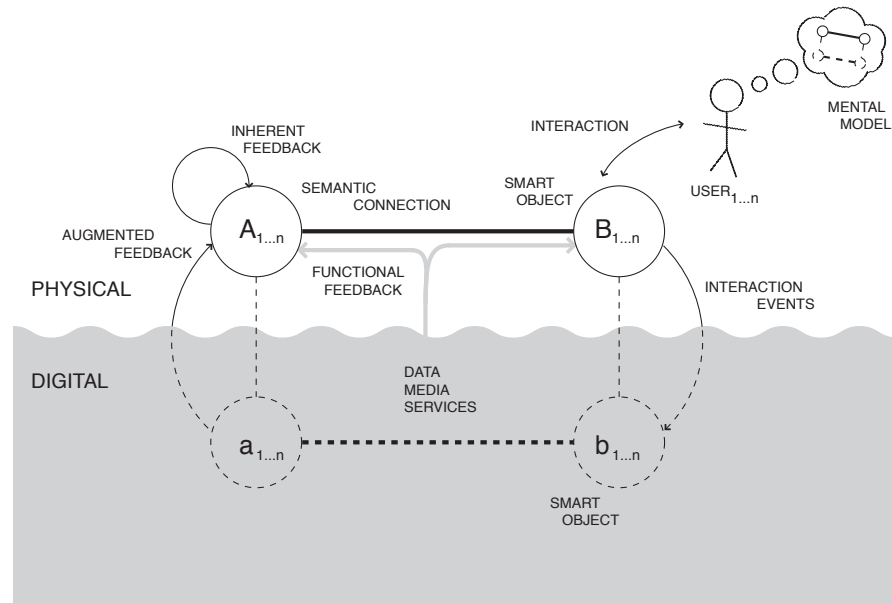 MENTAL
MODEL
INTERACTION
USER1...n
INHERENT
FEEDBACK
SEMANTIC
CONNECTION
SMART
OBJECT
A1...n
B1...n
AUGMENTED
FEEDBACK
FUNCTIONAL
FEEDBACK
INTERACTION
EVENTS
PHYSICAL
DIGITAL
DATA
MEDIA
SERVICES
a1...n
b1...n
SMART
OBJECT